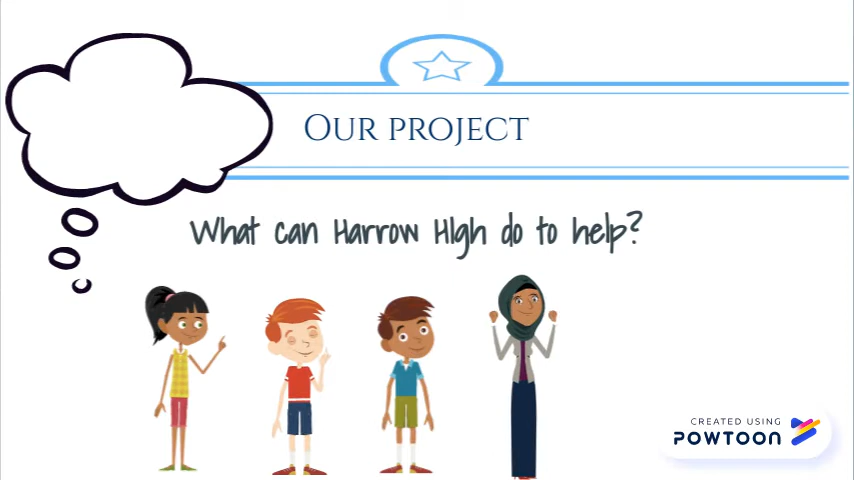 Our project
What can Harrow High do to help?
CREATED USING
POWTOON